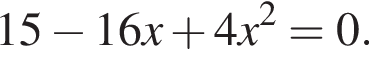 15 − 16x + 4x² = 0.